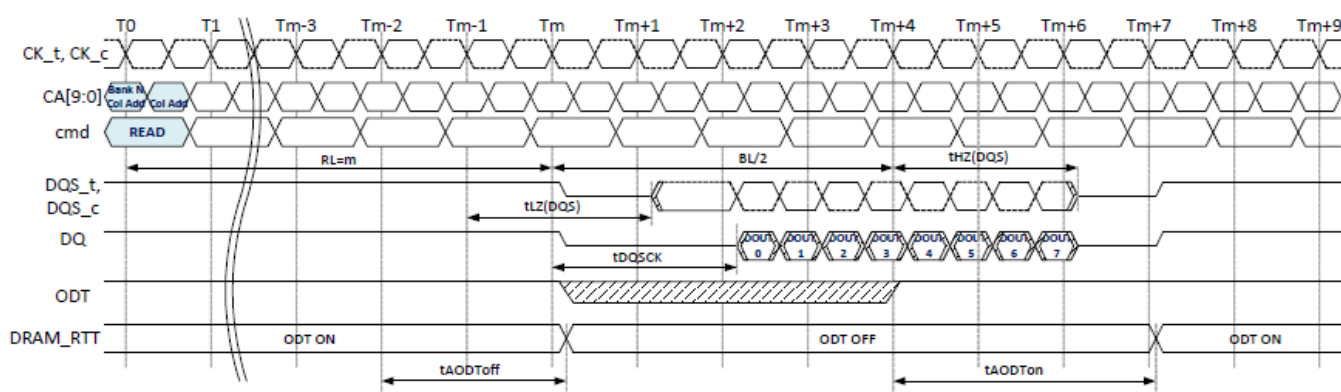 T0 T1 Tm-3 Tm-2 Tm-1 Tm Tm+1 Tm+2 Tm+3 Tm+4 Tm+5 Tm+6 Tm+7 Tm+8 Tm+9
CK_t, CK_c
CA[9:0] Bank N Col Add Col Add
cmd READ
RL=m BL/2 tHZ(DQS)
DQS_t,
DQS_c
tLZ(DQS)
DQ DOUT 0 DOUT 1 DOUT 2 DOUT 3 DOUT 4 DOUT 5 DOUT 6 DOUT 7
tDQSCK
ODT
DRAM_RTT ODT ON ODT OFF ODT ON
tAODToff tAODTon